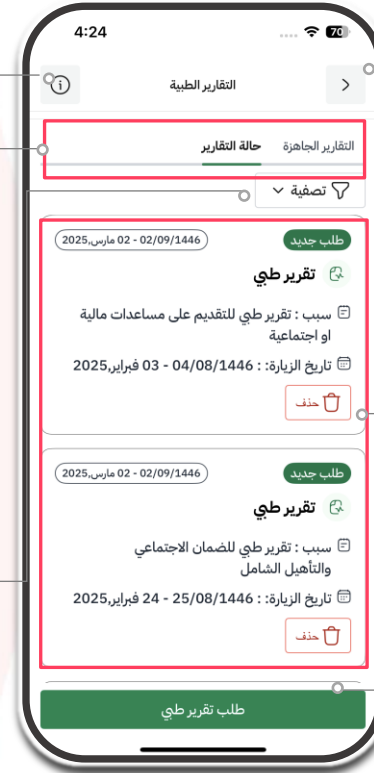 4:24
70
التقارير الطبية
التقارير الجاهزة
حالة التقارير
تصفية
طلب جديد
02/09/1446 - 02 مارس,2025
تقرير طبي
سبب : تقرير طبي للتقديم على مساعدات مالية
او اجتماعية
تاريخ الزيارة: : 04/08/1446 - 03 فبراير,2025
حذف
طلب جديد
02/09/1446 - 02 مارس,2025
تقرير طبي
سبب : تقرير طبي للضمان الاجتماعي
والتأهيل الشامل
تاريخ الزيارة: : 25/08/1446 - 24 فبراير,2025
حذف
طلب تقرير طبي